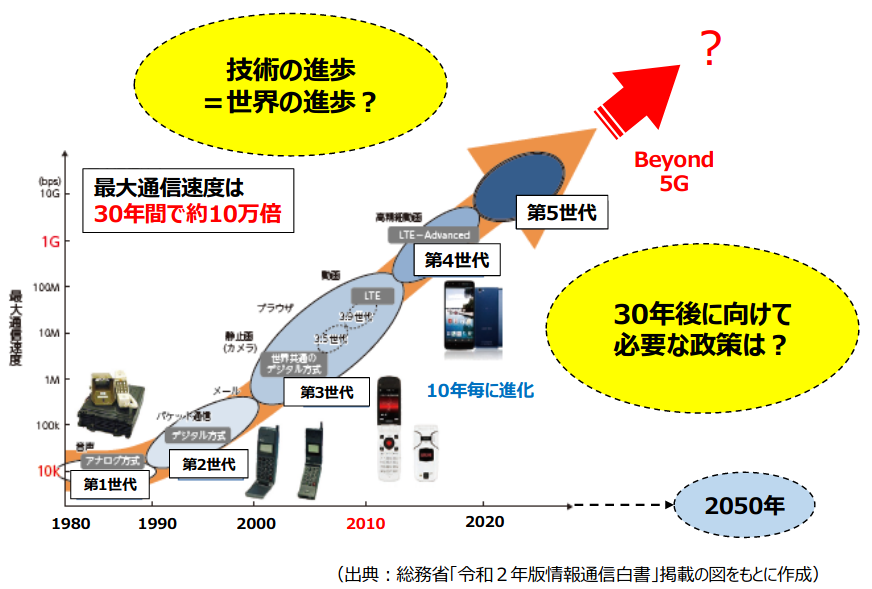 技術の進歩
＝世界の進歩？
？
Beyond
5G
(bps)
10G
1G
100M
10M
1M
100k
10K
最大通信速度
最大通信速度は
30年間で約10万倍
高精細動画
LTE－Advanced
第5世代
第4世代
動画
LTE
ブラウザ
3.9世代
3.5世代
静止画
(カメラ)
世界共通の
デジタル方式
第3世代
メール
パケット通信
デジタル方式
第2世代
音声
アナログ方式
第1世代
10年毎に進化
30年後に向けて
必要な政策は？
1980
1990
2000
2010
2020
2050年
（出典：総務省「令和２年版情報通信白書」掲載の図をもとに作成）